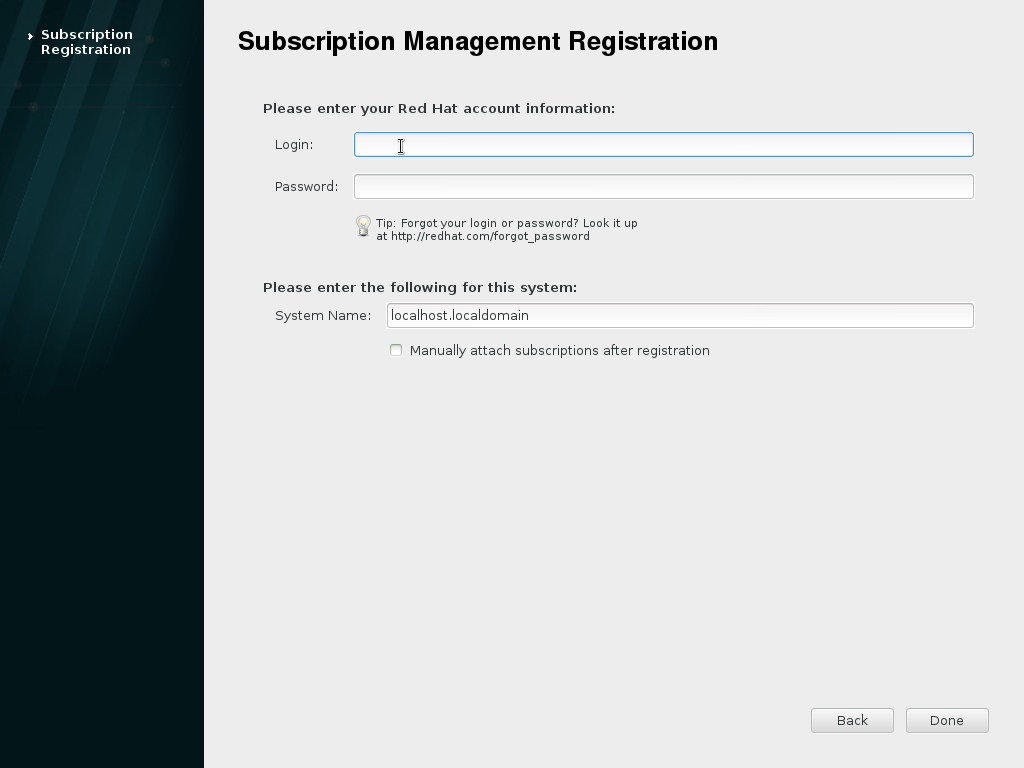 Subscription
Registration
Subscription Management Registration
Please enter your Red Hat account information:
Login:
Password:
Tip: Forgot your login or password? Look it up
at http://redhat.com/forgot_password
Please enter the following for this system:
System Name: localhost.localdomain
Manually attach subscriptions after registration
Back Done